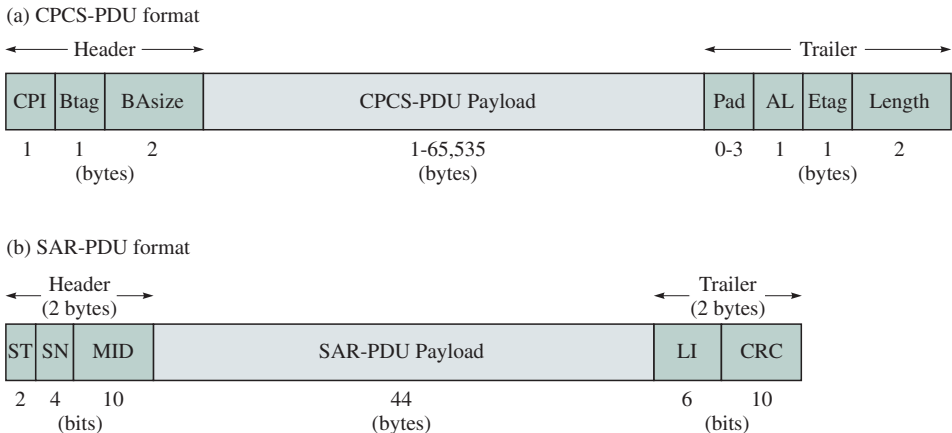 (a) CPCS-PDU format
Header
Trailer
CPI Btag BAsize CPCS-PDU Payload Pad AL Etag Length
1 1 2 1-65,535 0-3 1 1 2
(bytes) (bytes) (bytes)
(b) SAR-PDU format
Header
(2 bytes)
Trailer
(2 bytes)
ST SN MID SAR-PDU Payload LI CRC
2 4 10 44 6 10
(bits) (bytes) (bits)